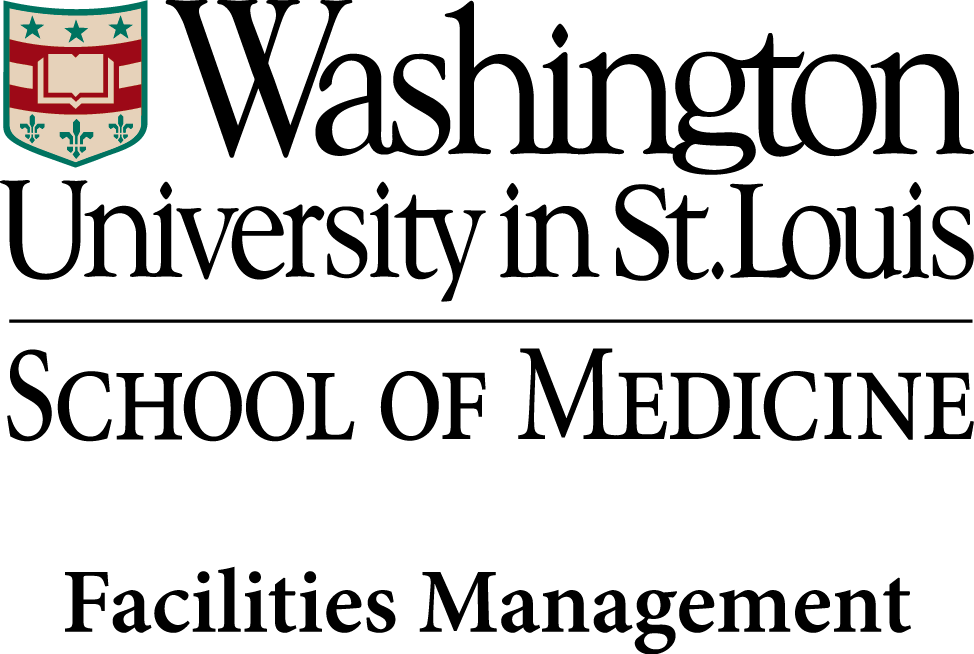 Washington
University in St. Louis
SCHOOL OF MEDICINE
Facilities Management